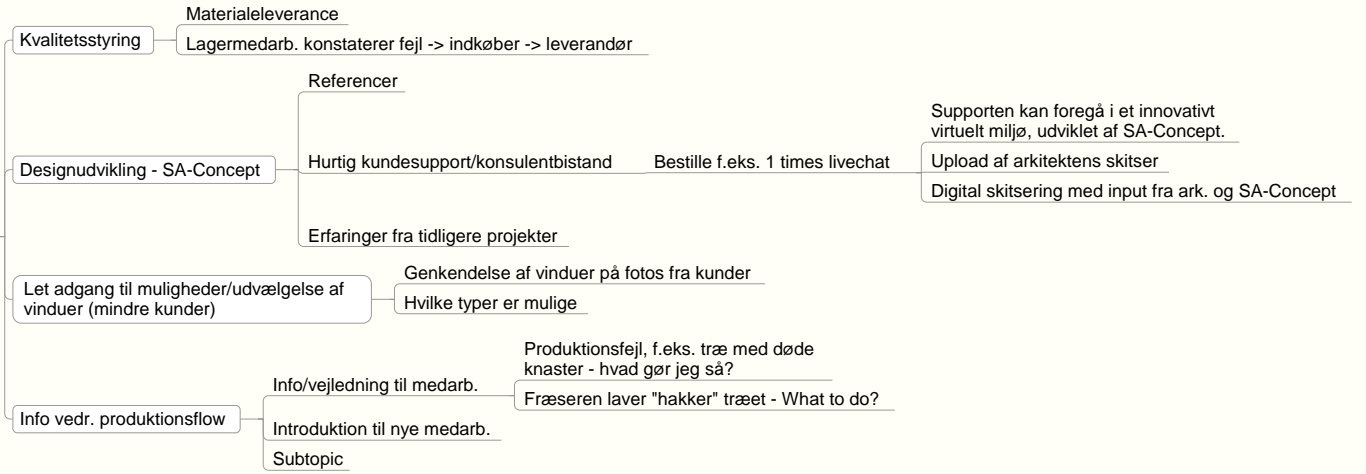 Kvalitetsstyring
Materialeleverance
Lagermedarb. konstaterer fejl -> indkøber -> leverandør
Designudvikling - SA-Concept
Referencer
Hurtig kundesupport/konsulentbistand
Bestille f.eks. 1 times livechat
Supporten kan foregå i et innovativt
virtuelt miljø, udviklet af SA-Concept.
Upload af arkitektens skitser
Digital skitsering med input fra ark. og SA-Concept
Erfaringer fra tidligere projekter
Let adgang til muligheder/udvælgelse af
vinduer (mindre kunder)
Genkendelse af vinduer på fotos fra kunder
Hvilke typer er mulige
Info vedr. produktionsflow
Info/vejledning til medarb.
Produktionsfejl, f.eks. træ med døde
knaster - hvad gør jeg så?
Fræseren laver "hakker" træet - What to do?
Introduktion til nye medarb.
Subtopic